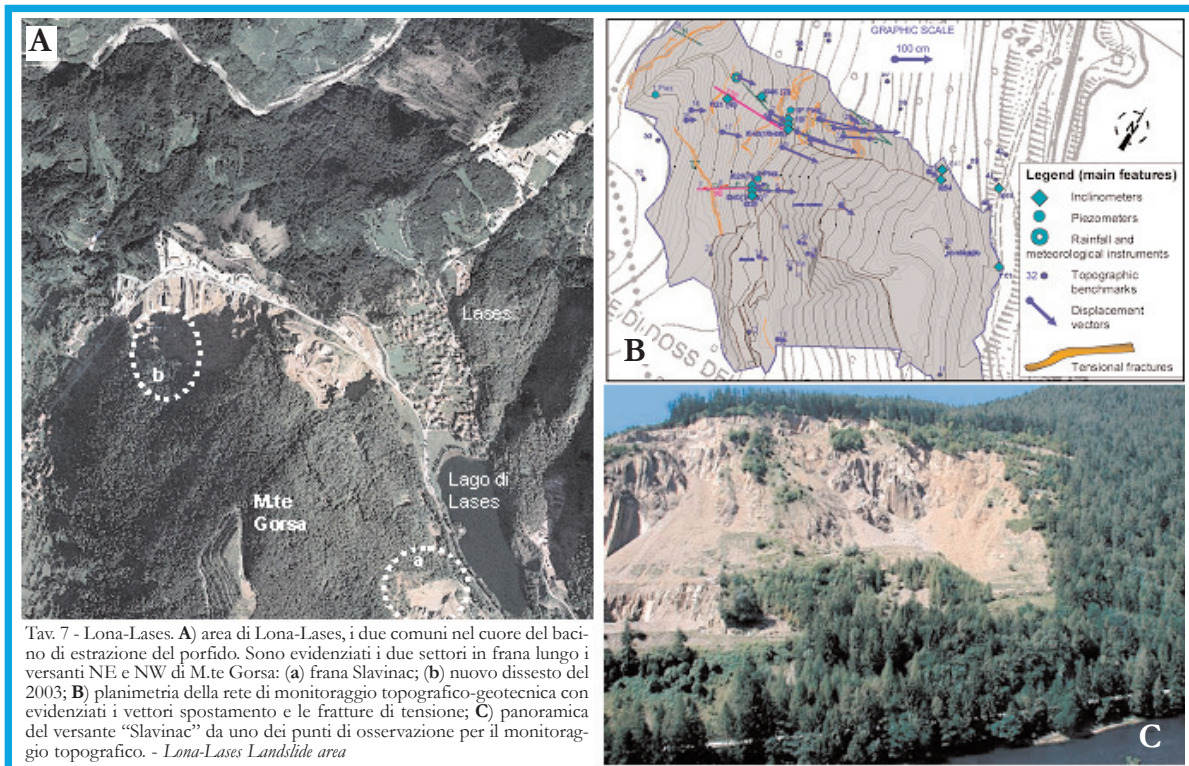 A
Lases
b
Lago di
Lases
M.te
Gorsa
a
GRAPHIC SCALE
100 cm
N
Legend (main features)
Inclinometers
Piezometers
Rainfall and
meteorological instruments
32 Topographic
benchmarks
Displacement
vectors
Tensional fractures
B
C
Tav. 7 - Lona-Lases. A) area di Lona-Lases, i due comuni nel cuore del baci-
no di estrazione del porfido. Sono evidenziati i due settori in frana lungo i
versanti NE e NW di M.te Gorsa: (a) frana Slavinac; (b) nuovo dissesto del
2003; B) planimetria della rete di monitoraggio topografico-geotecnica con
evidenziati i vettori spostamento e le fratture di tensione; C) panoramica
del versante “Slavinac” da uno dei punti di osservazione per il monitorag-
gio topografico. - Lona-Lases Landslide area